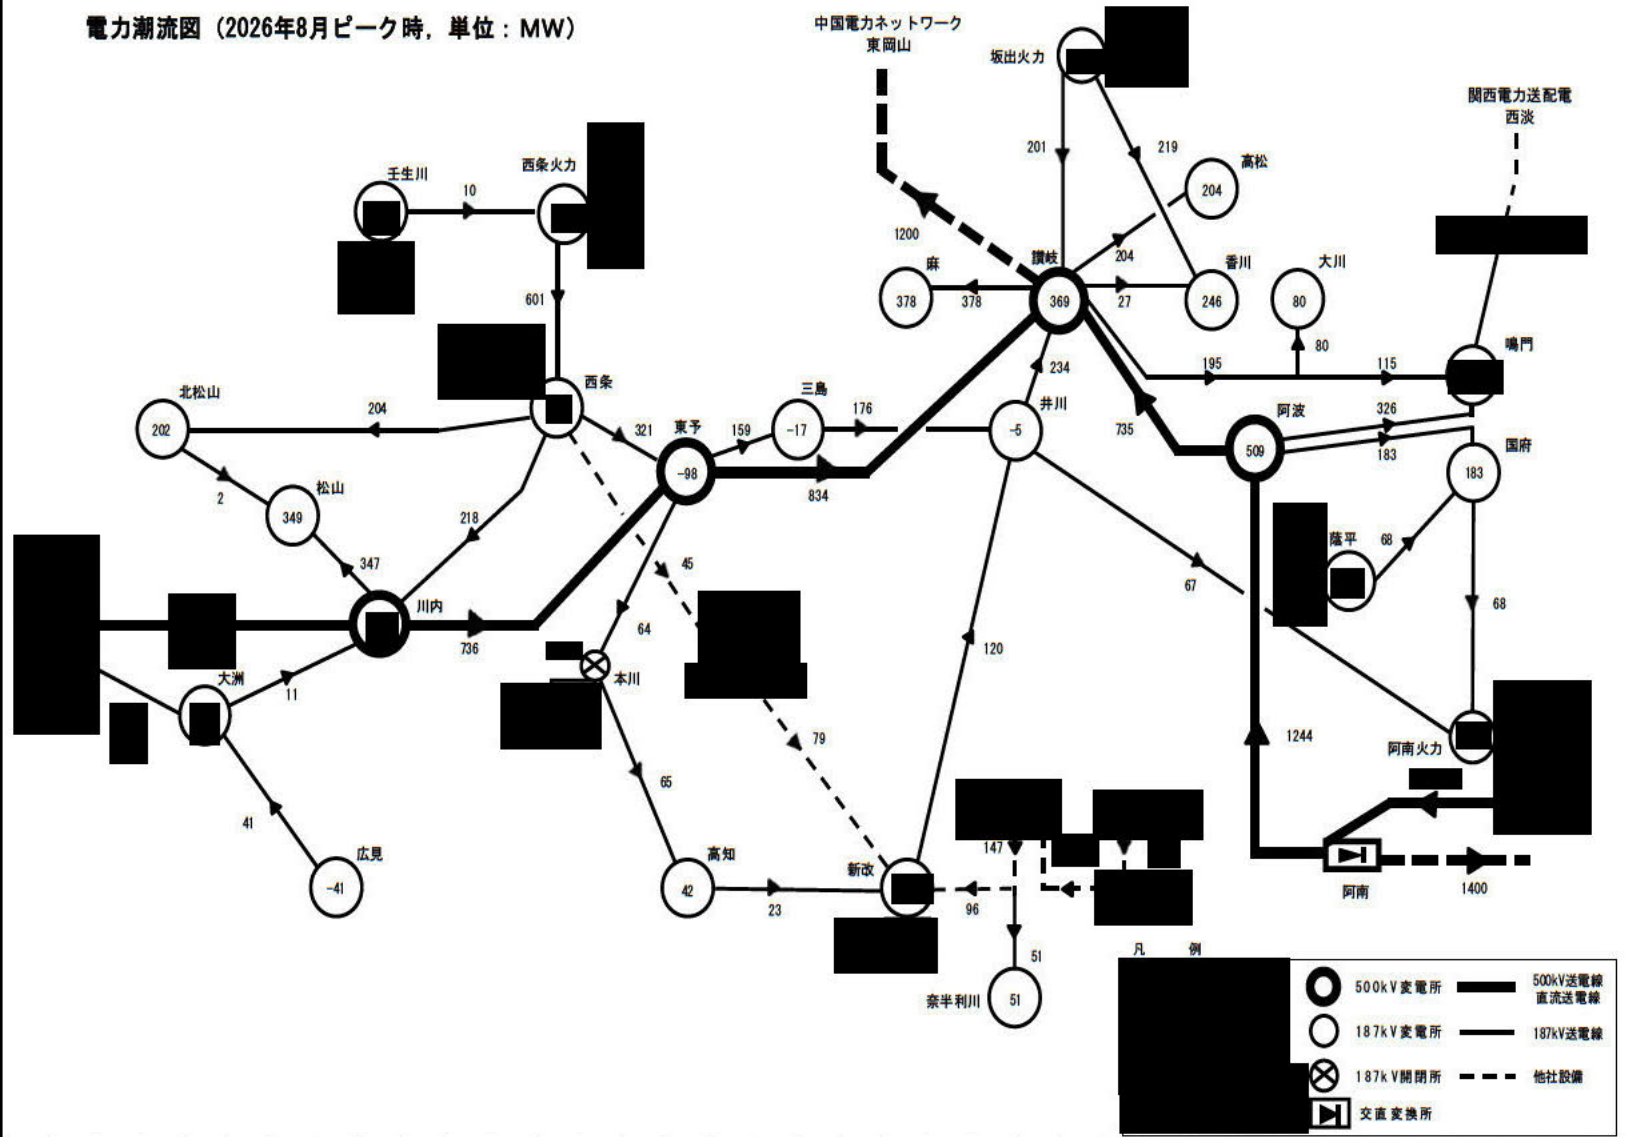 電力潮流図（2026年8月ピーク時，単位：MW）
中国電力ネットワーク
東岡山
坂出火力
関西電力送配電
西淡
201
219
高松
204
壬生川
10
西条火力
1200
讃岐
204
麻
378
378
369
27
香川
246
大川
80
80
601
195
115
鳴門
234
西条
北松山
204
202
321
東予
-98
159
三島
-17
176
井川
-5
735
阿波
509
326
183
国府
183
834
2
松山
349
218
347
45
蔭平
68
67
68
川内
736
64
本川
120
大洲
11
1244
阿南火力
79
65
41
広見
-41
高知
42
23
新改
147
96
阿南
1400
51
奈半利川
51
凡　例
500kV変電所
500kV送電線
直流送電線
187kV変電所
187kV送電線
187kV開閉所
他社設備
交直変換所